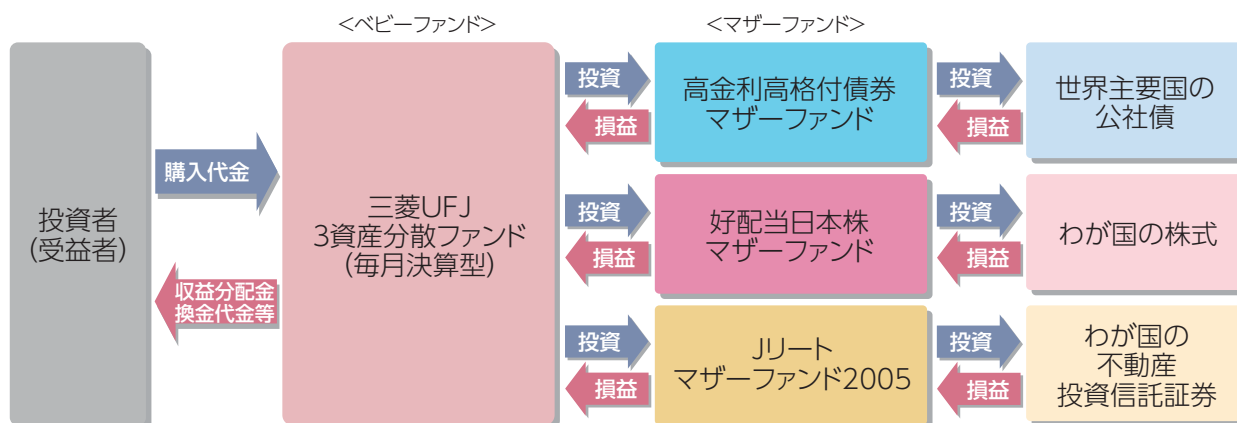 <ベビーファンド>
<マザーファンド>
投資者
(受益者)
購入代金
収益分配金
換金代金等
三菱UFJ
3資産分散ファンド
(毎月決算型)
投資
損益
高金利高格付債券
マザーファンド
投資
損益
世界主要国の
公社債
投資
損益
好配当日本株
マザーファンド
投資
損益
わが国の株式
投資
損益
Jリート
マザーファンド2005
投資
損益
わが国の
不動産
投資信託証券